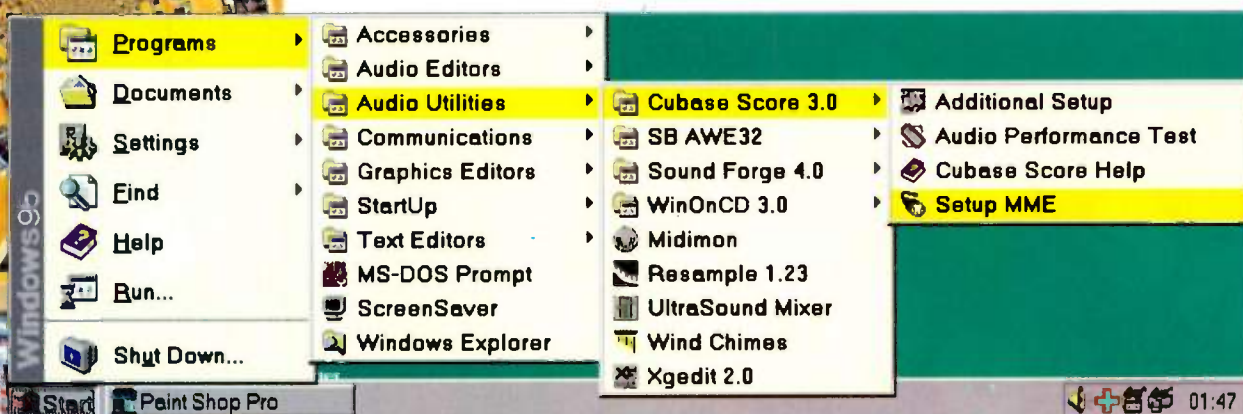 Programs
Documents
Settings
Find
Help
Run...
Shut Down...
Windows95
Accessories
Audio Editors
Audio Utilities
Communications
Graphics Editors
StartUp
Text Editors
MS-DOS Prompt
ScreenSaver
Windows Explorer
Cubase Score 3.0
SB AWE32
Sound Forge 4.0
WinOnCD 3.0
Midimon
Resample 1.23
UltraSound Mixer
Wind Chimes
Xgedit 2.0
Additional Setup
Audio Performance Test
Cubase Score Help
Setup MME
Start
Paint Shop Pro
01:47